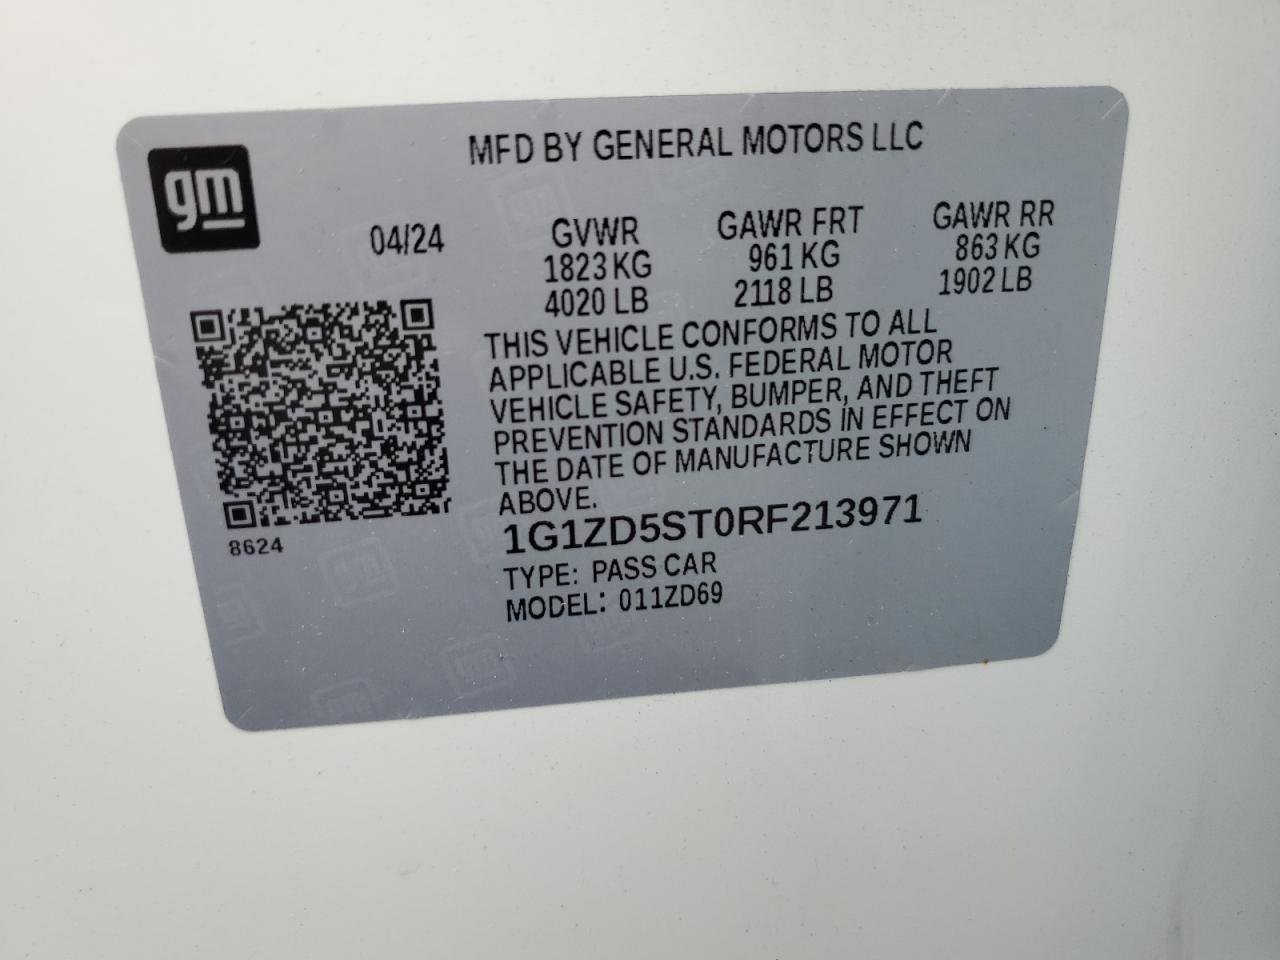 MFD BY GENERAL MOTORS LLC
gm
04/24
GVWR
1823 KG
4020 LB
GAWR FRT
961 KG
2118 LB
GAWR RR
863 KG
1902 LB
THIS VEHICLE CONFORMS TO ALL
APPLICABLE U.S. FEDERAL MOTOR
VEHICLE SAFETY, BUMPER, AND THEFT
PREVENTION STANDARDS IN EFFECT ON
THE DATE OF MANUFACTURE SHOWN
ABOVE.
1G1ZD5ST0RF213971
8624
TYPE: PASS CAR
MODEL: 011ZD69